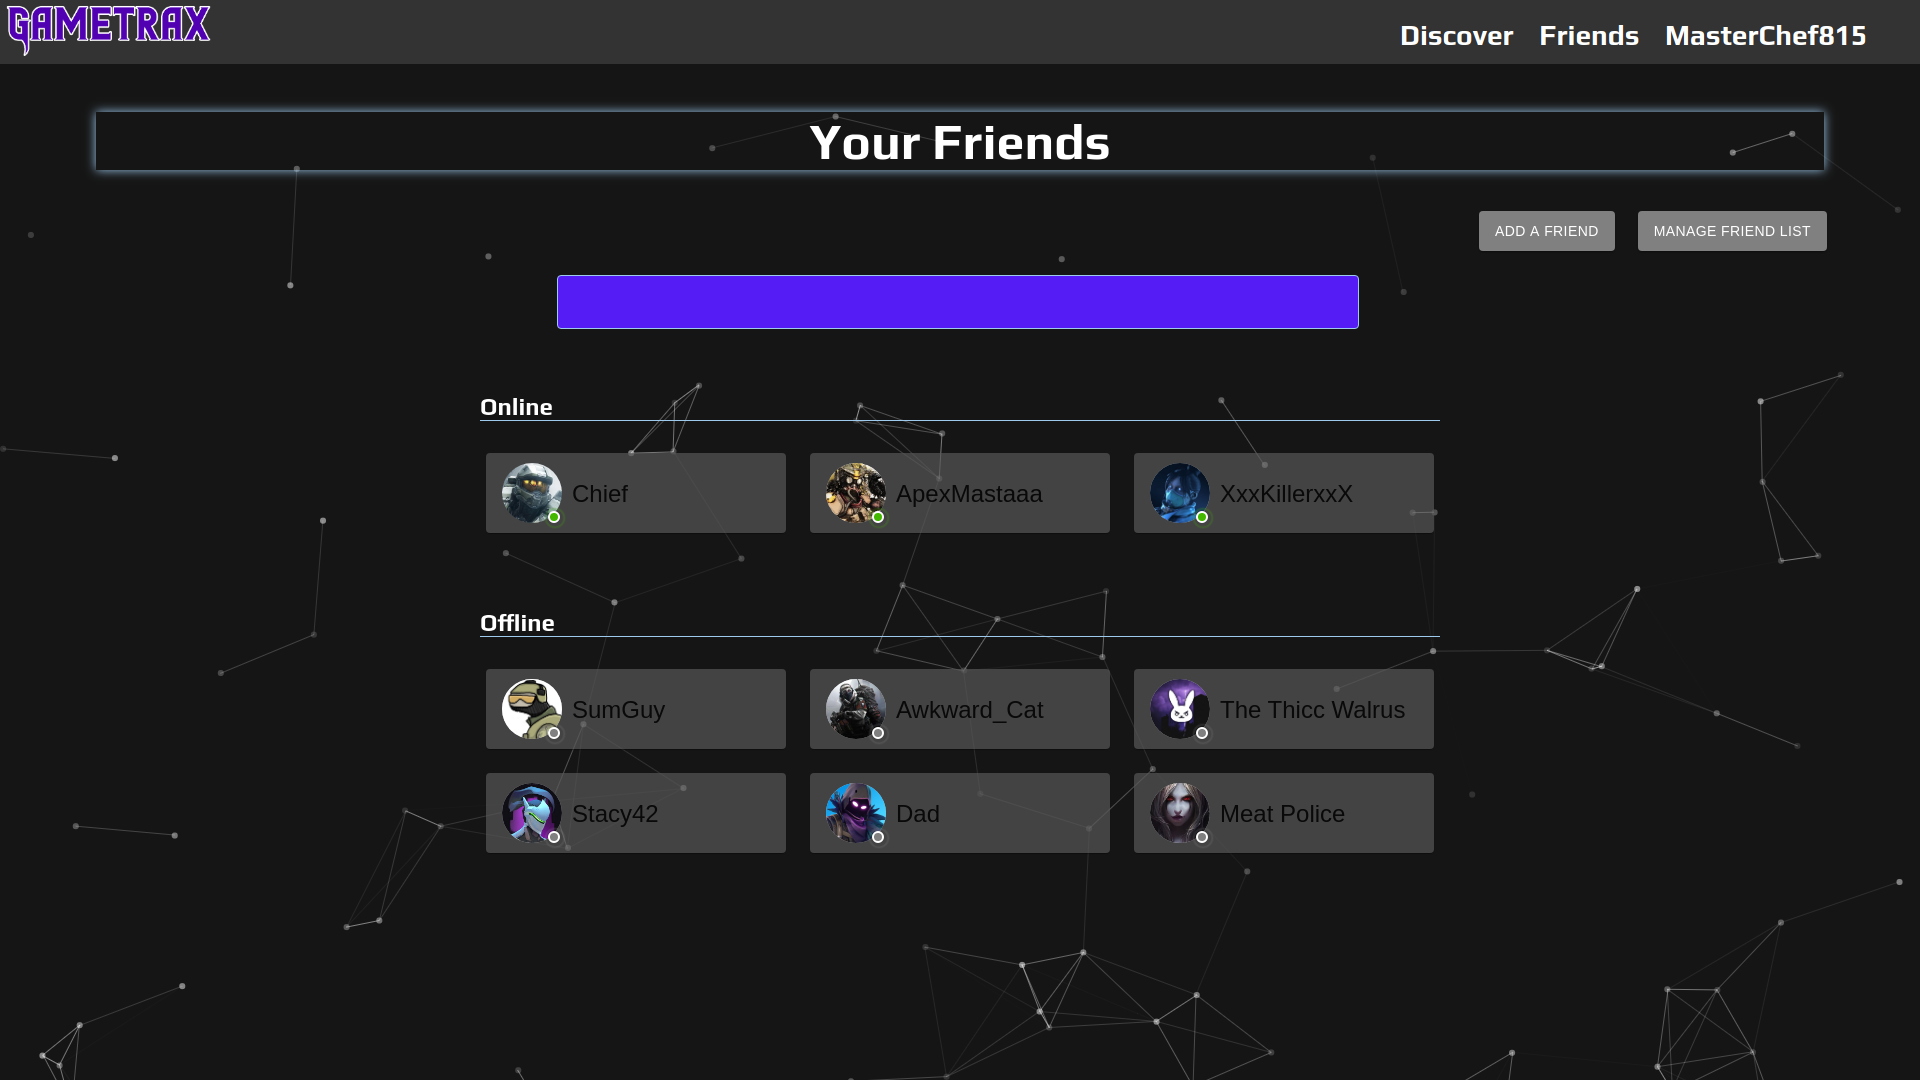 GAMETRAX
Discover Friends MasterChef815
Your Friends
ADD A FRIEND MANAGE FRIEND LIST
Online
Chief ApexMastaaa XxxKillerxxX
Offline
SumGuy Awkward_Cat The Thicc Walrus
Stacy42 Dad Meat Police